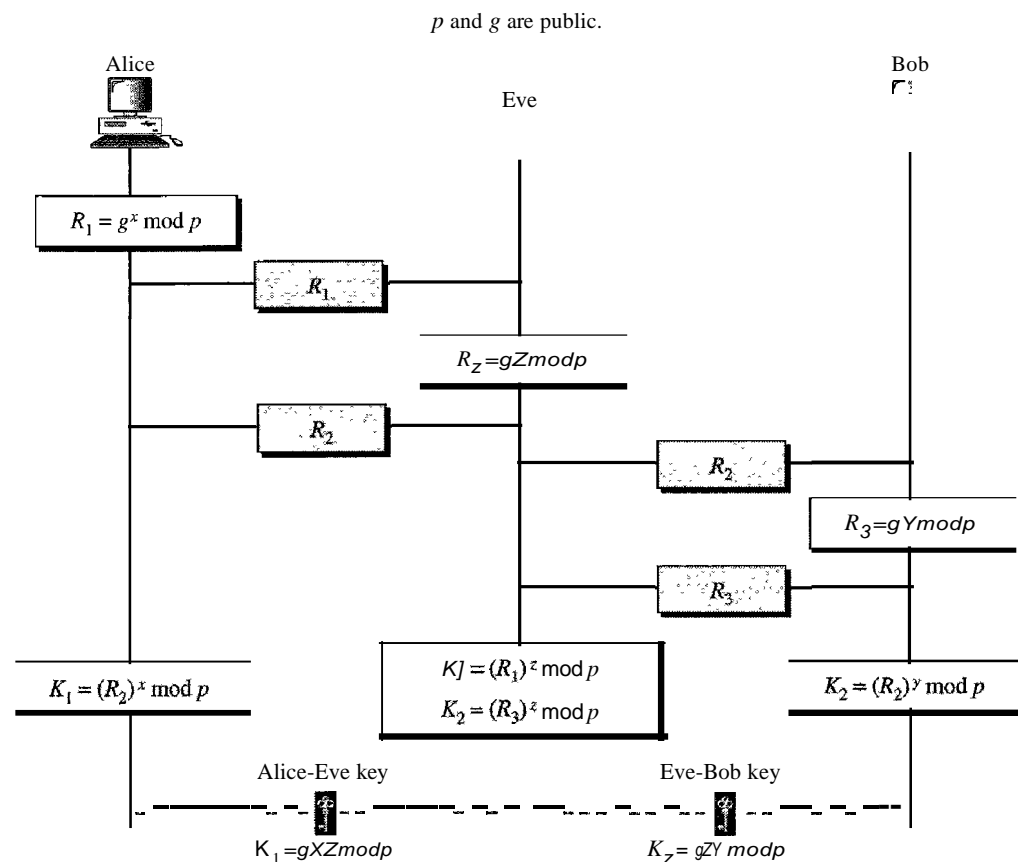 p and g are public.
Alice
Eve
Bob
R₁ = gˣ mod p
R₁
R_Z=gZmodp
R₂
R₂
R₃=gYmodp
R₃
K₁ = (R₂)ˣ mod p
KJ = (R₁)ᶻ mod p
K₂ = (R₃)ᶻ mod p
K₂ = (R₂)ʸ mod p
Alice-Eve key
Eve-Bob key
K₁=gXZmodp
K_Z= gZY modp